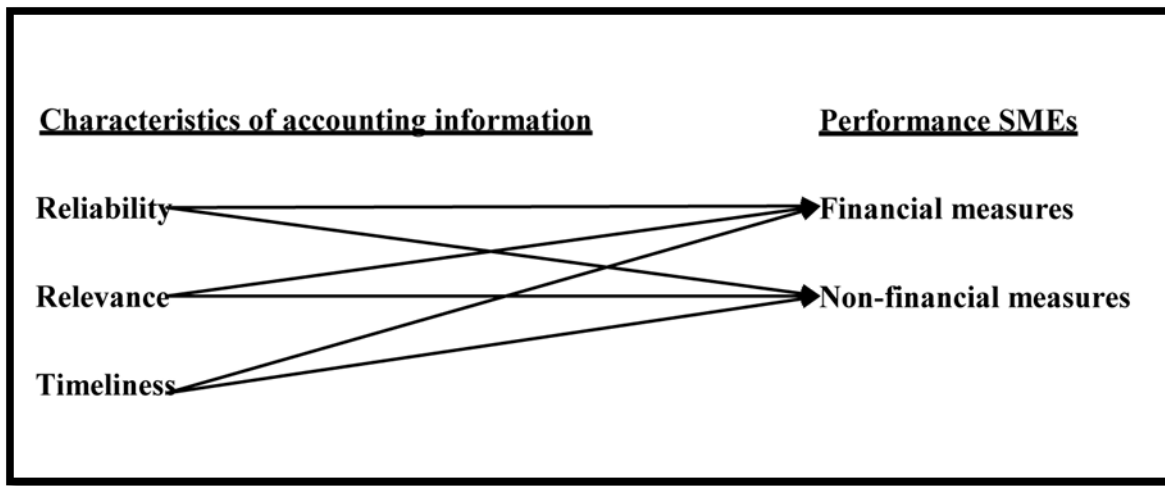 Characteristics of accounting information
Performance SMEs
Reliability
Financial measures
Relevance
Non-financial measures
Timeliness